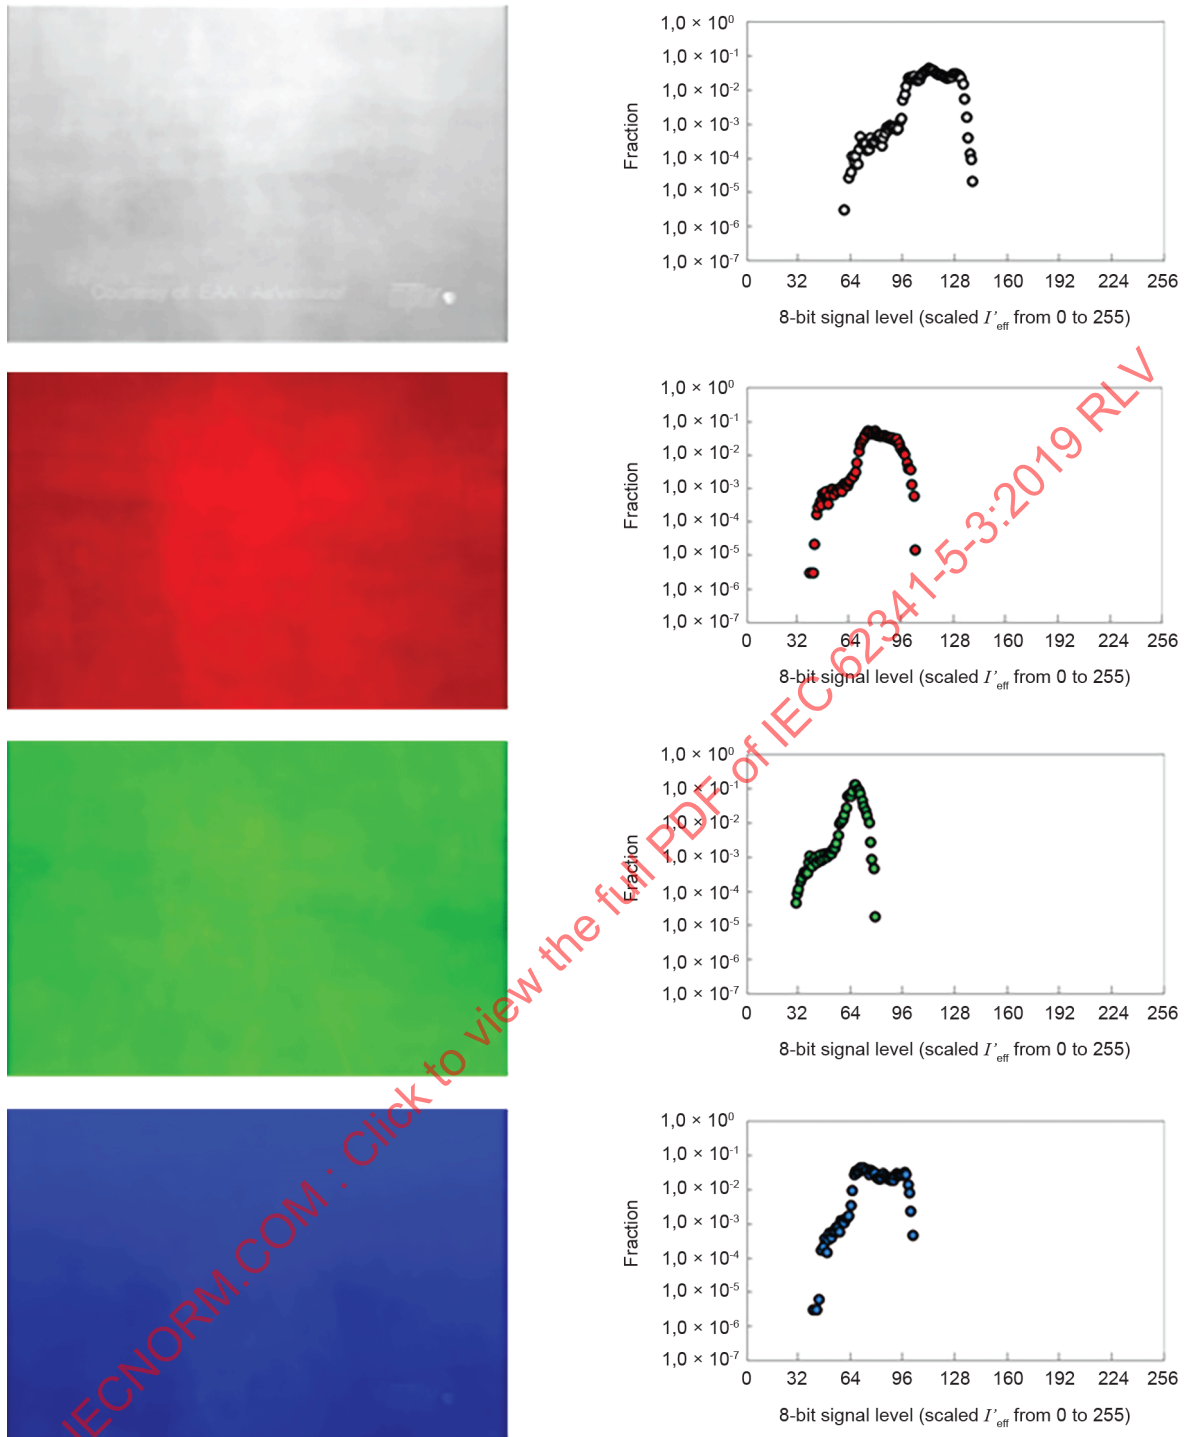 1,0 × 10⁰
1,0 × 10⁻¹
1,0 × 10⁻²
1,0 × 10⁻³
1,0 × 10⁻⁴
1,0 × 10⁻⁵
1,0 × 10⁻⁶
1,0 × 10⁻⁷
Fraction
0 32 64 96 128 160 192 224 256
8-bit signal level (scaled I'eff from 0 to 255)
Courtesy of EAA
1,0 × 10⁰
1,0 × 10⁻¹
1,0 × 10⁻²
1,0 × 10⁻³
1,0 × 10⁻⁴
1,0 × 10⁻⁵
1,0 × 10⁻⁶
1,0 × 10⁻⁷
Fraction
0 32 64 96 128 160 192 224 256
8-bit signal level (scaled I'eff from 0 to 255)
1,0 × 10⁰
1,0 × 10⁻¹
1,0 × 10⁻²
1,0 × 10⁻³
1,0 × 10⁻⁴
1,0 × 10⁻⁵
1,0 × 10⁻⁶
1,0 × 10⁻⁷
Fraction
0 32 64 96 128 160 192 224 256
8-bit signal level (scaled I'eff from 0 to 255)
1,0 × 10⁰
1,0 × 10⁻¹
1,0 × 10⁻²
1,0 × 10⁻³
1,0 × 10⁻⁴
1,0 × 10⁻⁵
1,0 × 10⁻⁶
1,0 × 10⁻⁷
Fraction
0 32 64 96 128 160 192 224 256
8-bit signal level (scaled I'eff from 0 to 255)
IECNORM.COM : Click to view the full PDF of IEC 62341-5-3:2019 RLV